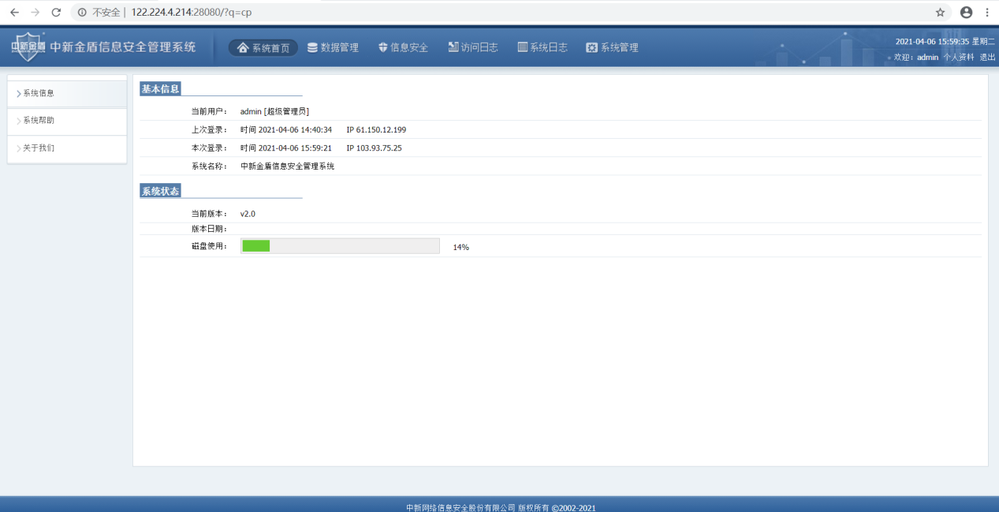 不安全 | 122.224.4.214:28080/?q=cp
中新金盾 中新金盾信息安全管理系统 系统首页 数据管理 信息安全 访问日志 系统日志 系统管理
2021-04-06 15:59:35 星期二
欢迎: admin 个人资料 退出
系统信息
系统帮助
关于我们
基本信息
当前用户: admin [超级管理员]
上次登录: 时间 2021-04-06 14:40:34 IP 61.150.12.199
本次登录: 时间 2021-04-06 15:59:21 IP 103.93.75.25
系统名称: 中新金盾信息安全管理系统
系统状态
当前版本: v2.0
版本日期:
磁盘使用: 14%
中新网络信息安全股份有限公司 版权所有 ©2002-2021